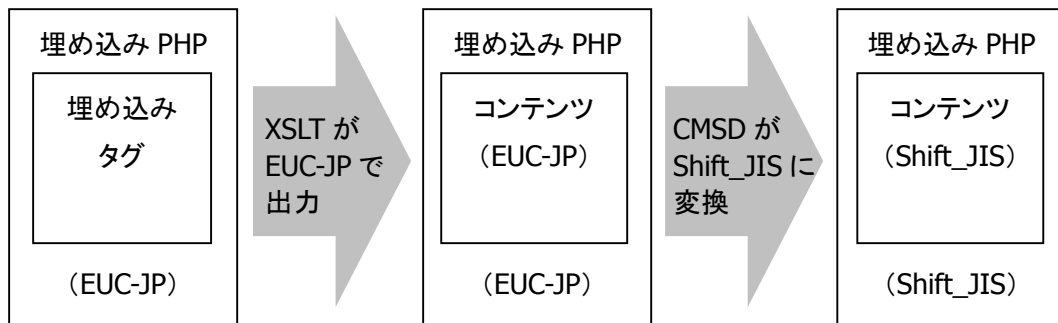 埋め込み PHP
埋め込み
タグ
（EUC-JP）
XSLT が
EUC-JP で
出力
埋め込み PHP
コンテンツ
（EUC-JP）
（EUC-JP）
CMSD が
Shift_JIS に
変換
埋め込み PHP
コンテンツ
（Shift_JIS）
（Shift_JIS）